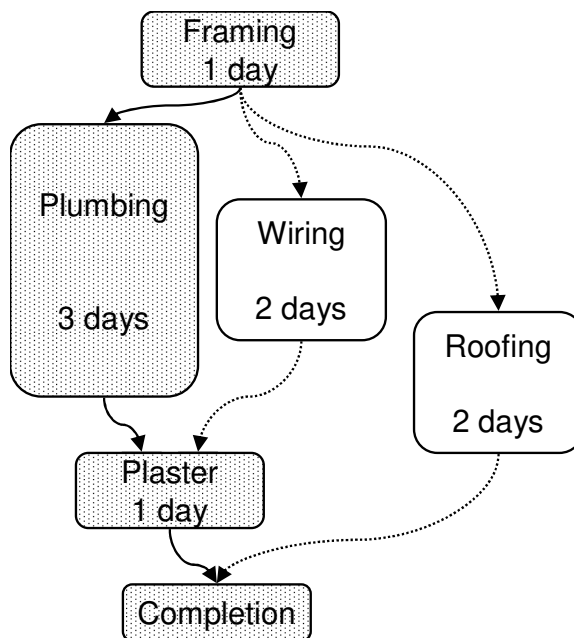 Framing
1 day
Plumbing
3 days
Wiring
2 days
Roofing
2 days
Plaster
1 day
Completion